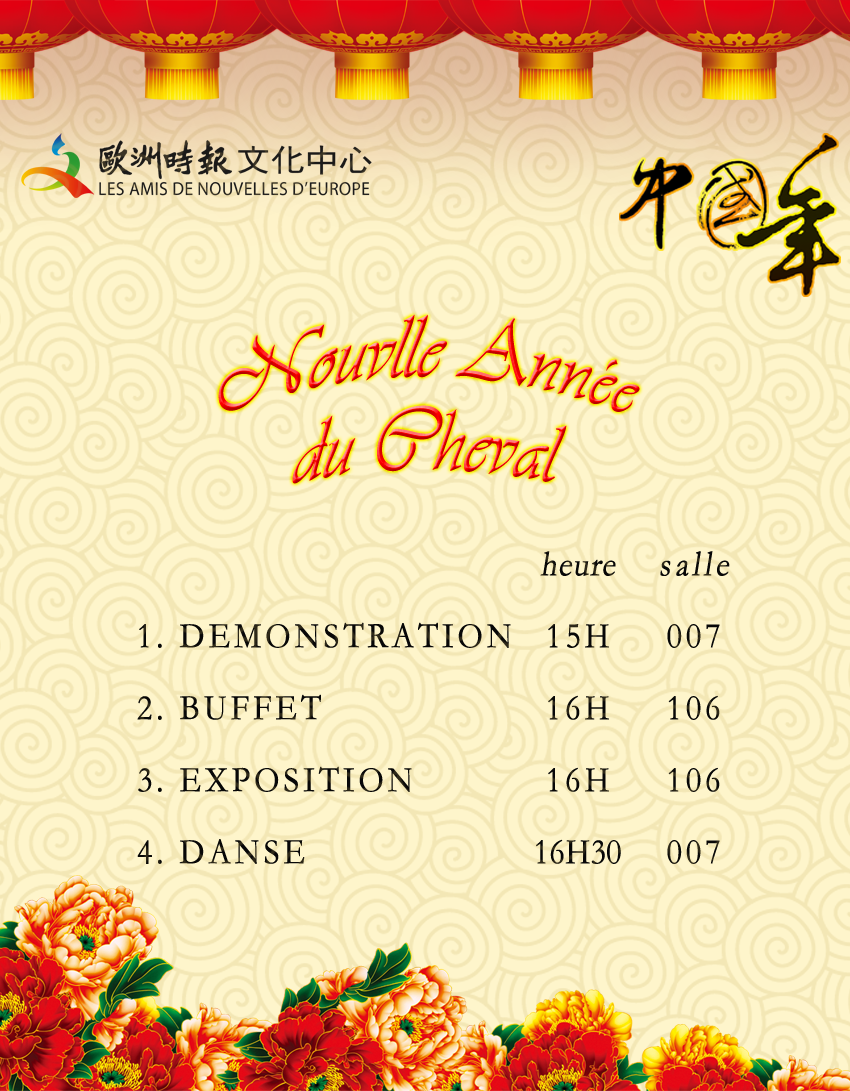 歐洲時報文化中心
LES AMIS DE NOUVELLES D'EUROPE
中國年
Nouvlle Année
du Cheval
heure salle
1. DEMONSTRATION 15H 007
2. BUFFET 16H 106
3. EXPOSITION 16H 106
4. DANSE 16H30 007